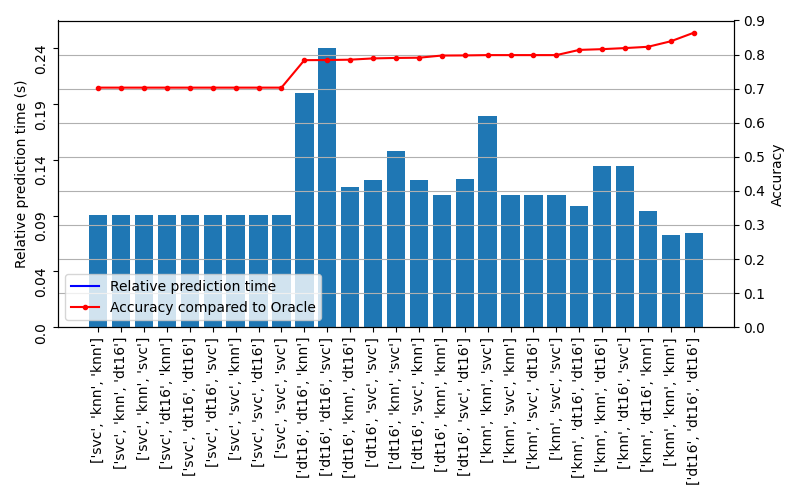 Relative prediction time (s)
0.24
0.19
0.14
0.09
0.04
0.0
0.9
0.8
0.7
0.6
0.5
0.4
0.3
0.2
0.1
0.0
Accuracy
Relative prediction time
Accuracy compared to Oracle
['svc', 'knn', 'knn']
['svc', 'knn', 'dt16']
['svc', 'knn', 'svc']
['svc', 'dt16', 'knn']
['svc', 'dt16', 'dt16']
['svc', 'dt16', 'svc']
['svc', 'svc', 'knn']
['svc', 'svc', 'dt16']
['svc', 'svc', 'svc']
['dt16', 'dt16', 'knn']
['dt16', 'dt16', 'svc']
['dt16', 'knn', 'dt16']
['dt16', 'svc', 'svc']
['dt16', 'knn', 'svc']
['dt16', 'svc', 'knn']
['dt16', 'knn', 'knn']
['dt16', 'svc', 'dt16']
['knn', 'knn', 'svc']
['knn', 'svc', 'knn']
['knn', 'svc', 'dt16']
['knn', 'svc', 'svc']
['knn', 'dt16', 'dt16']
['knn', 'knn', 'dt16']
['knn', 'dt16', 'svc']
['knn', 'dt16', 'knn']
['knn', 'knn', 'knn']
['dt16', 'dt16', 'dt16']